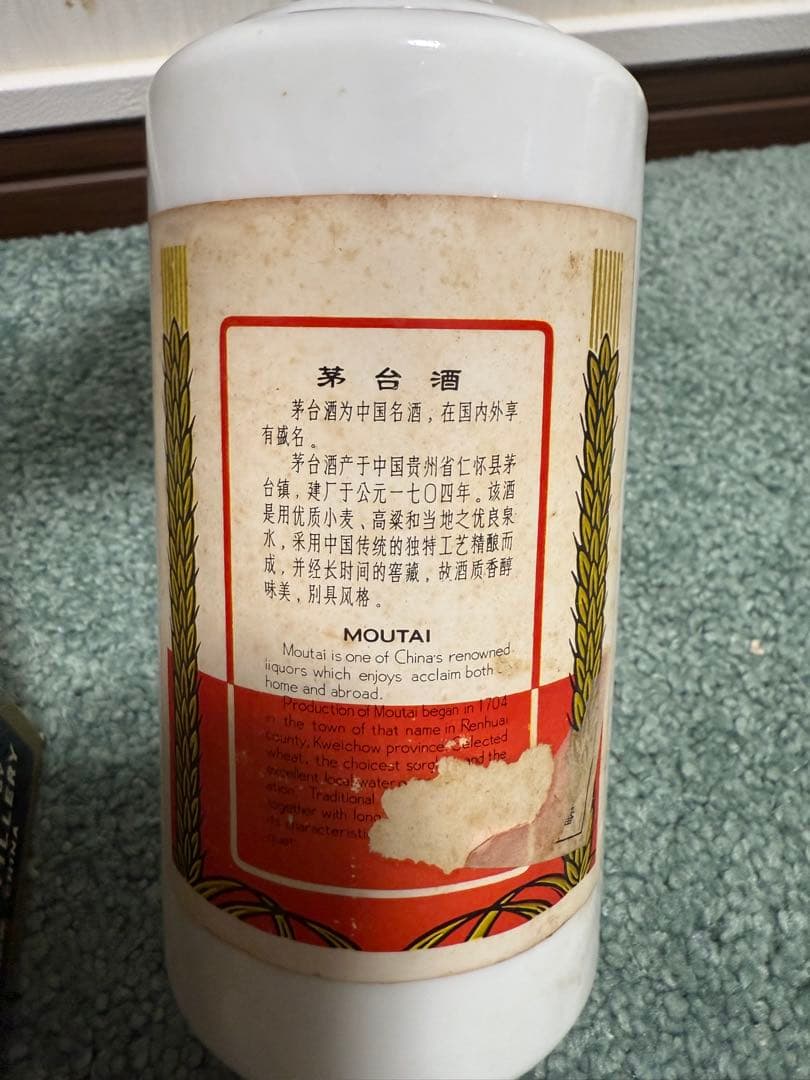 茅台酒
茅台酒为中国名酒，在国内外享
有盛名。
茅台酒产于中国贵州省仁怀县茅
台镇，建厂于公元一七〇四年。该酒
是用优质小麦、高粱和当地之优良泉
水，采用中国传统的独特工艺精酿而
成，并经长时间的窖藏，故酒质香醇
味美，别具风格。
MOUTAI
Moutai is one of China's renowned
liquors which enjoys acclaim both
home and abroad.
Production of Moutai began in 1704
in the town of that name in Renhuai
county, Kweichow province. Selected
wheat, the choicest and the
excellent local water
ation. Traditional
together with long
its characteristic
LLERY